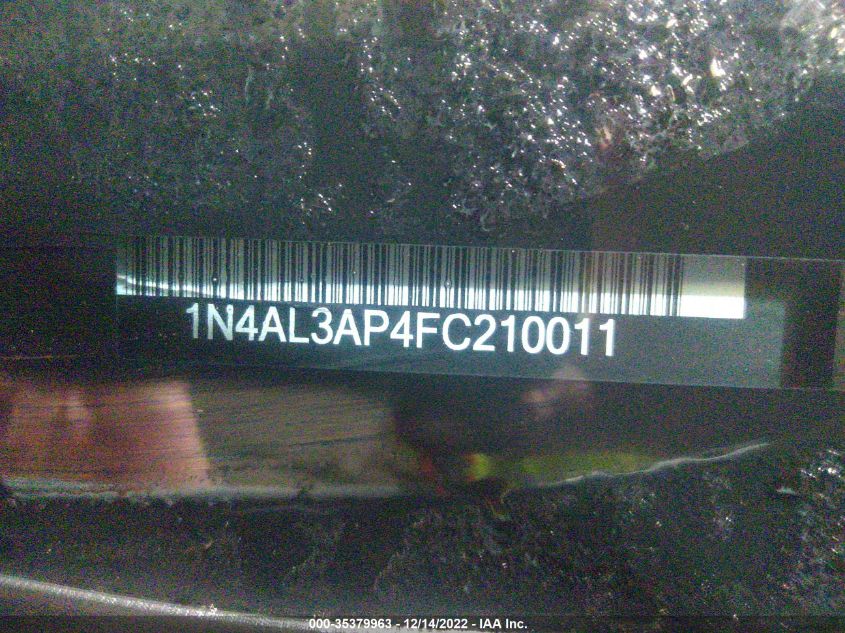 1N4AL3AP4FC210011
000-35379963 - 12/14/2022 - IAA Inc.